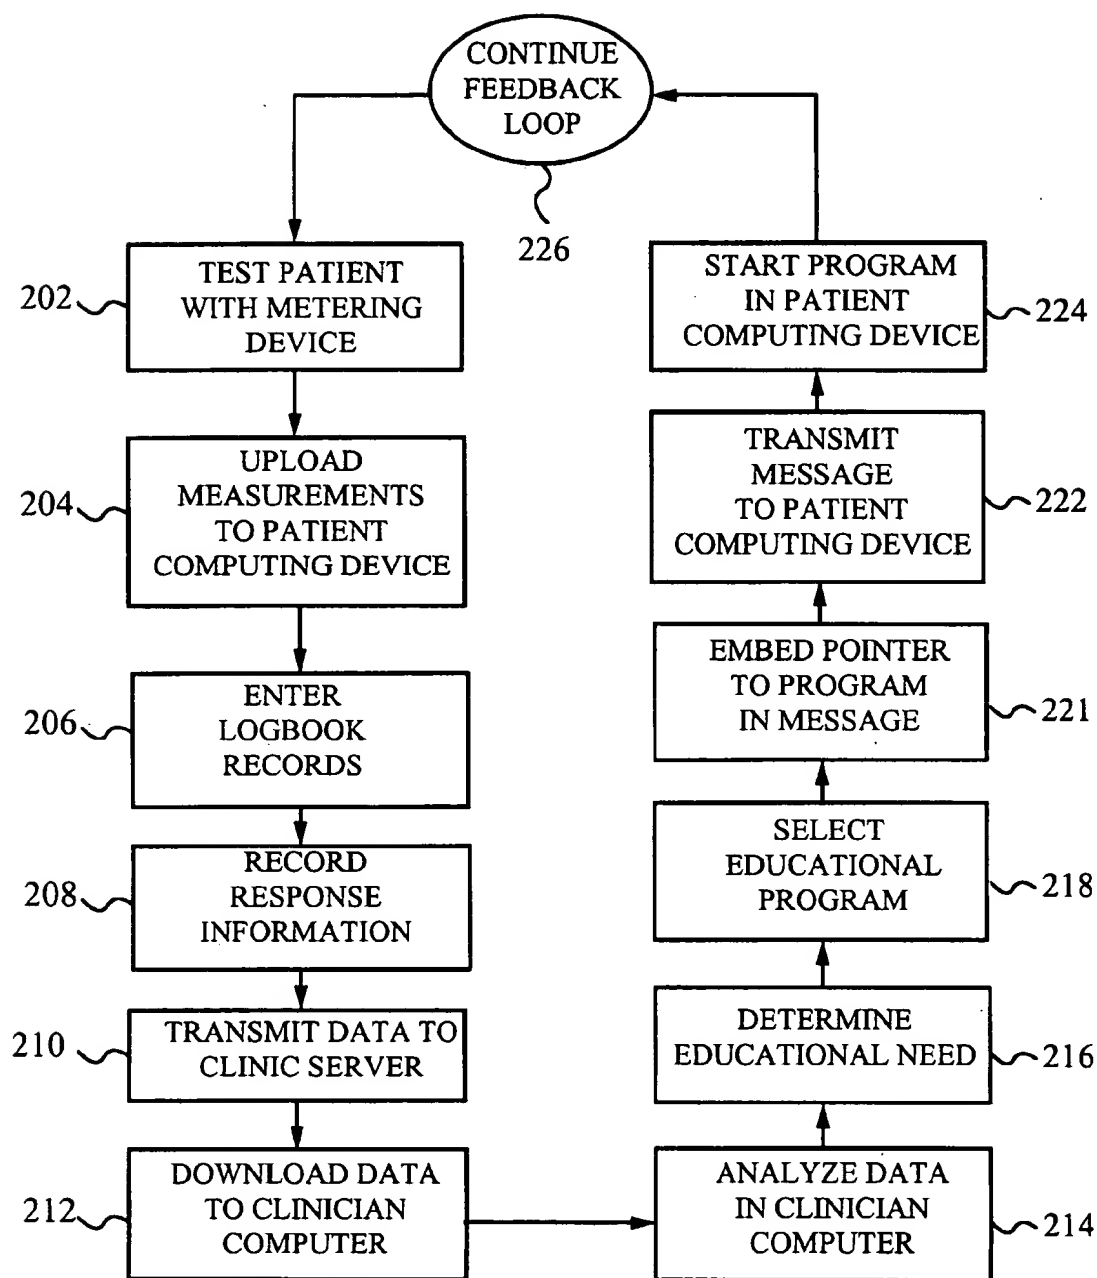 CONTINUE
FEEDBACK
LOOP
226
TEST PATIENT
WITH METERING
DEVICE
202
UPLOAD
MEASUREMENTS
TO PATIENT
COMPUTING DEVICE
204
ENTER
LOGBOOK
RECORDS
206
RECORD
RESPONSE
INFORMATION
208
TRANSMIT DATA TO
CLINIC SERVER
210
DOWNLOAD DATA
TO CLINICIAN
COMPUTER
212
ANALYZE DATA
IN CLINICIAN
COMPUTER
214
DETERMINE
EDUCATIONAL NEED
216
SELECT
EDUCATIONAL
PROGRAM
218
EMBED POINTER
TO PROGRAM
IN MESSAGE
221
TRANSMIT
MESSAGE
TO PATIENT
COMPUTING DEVICE
222
START PROGRAM
IN PATIENT
COMPUTING DEVICE
224